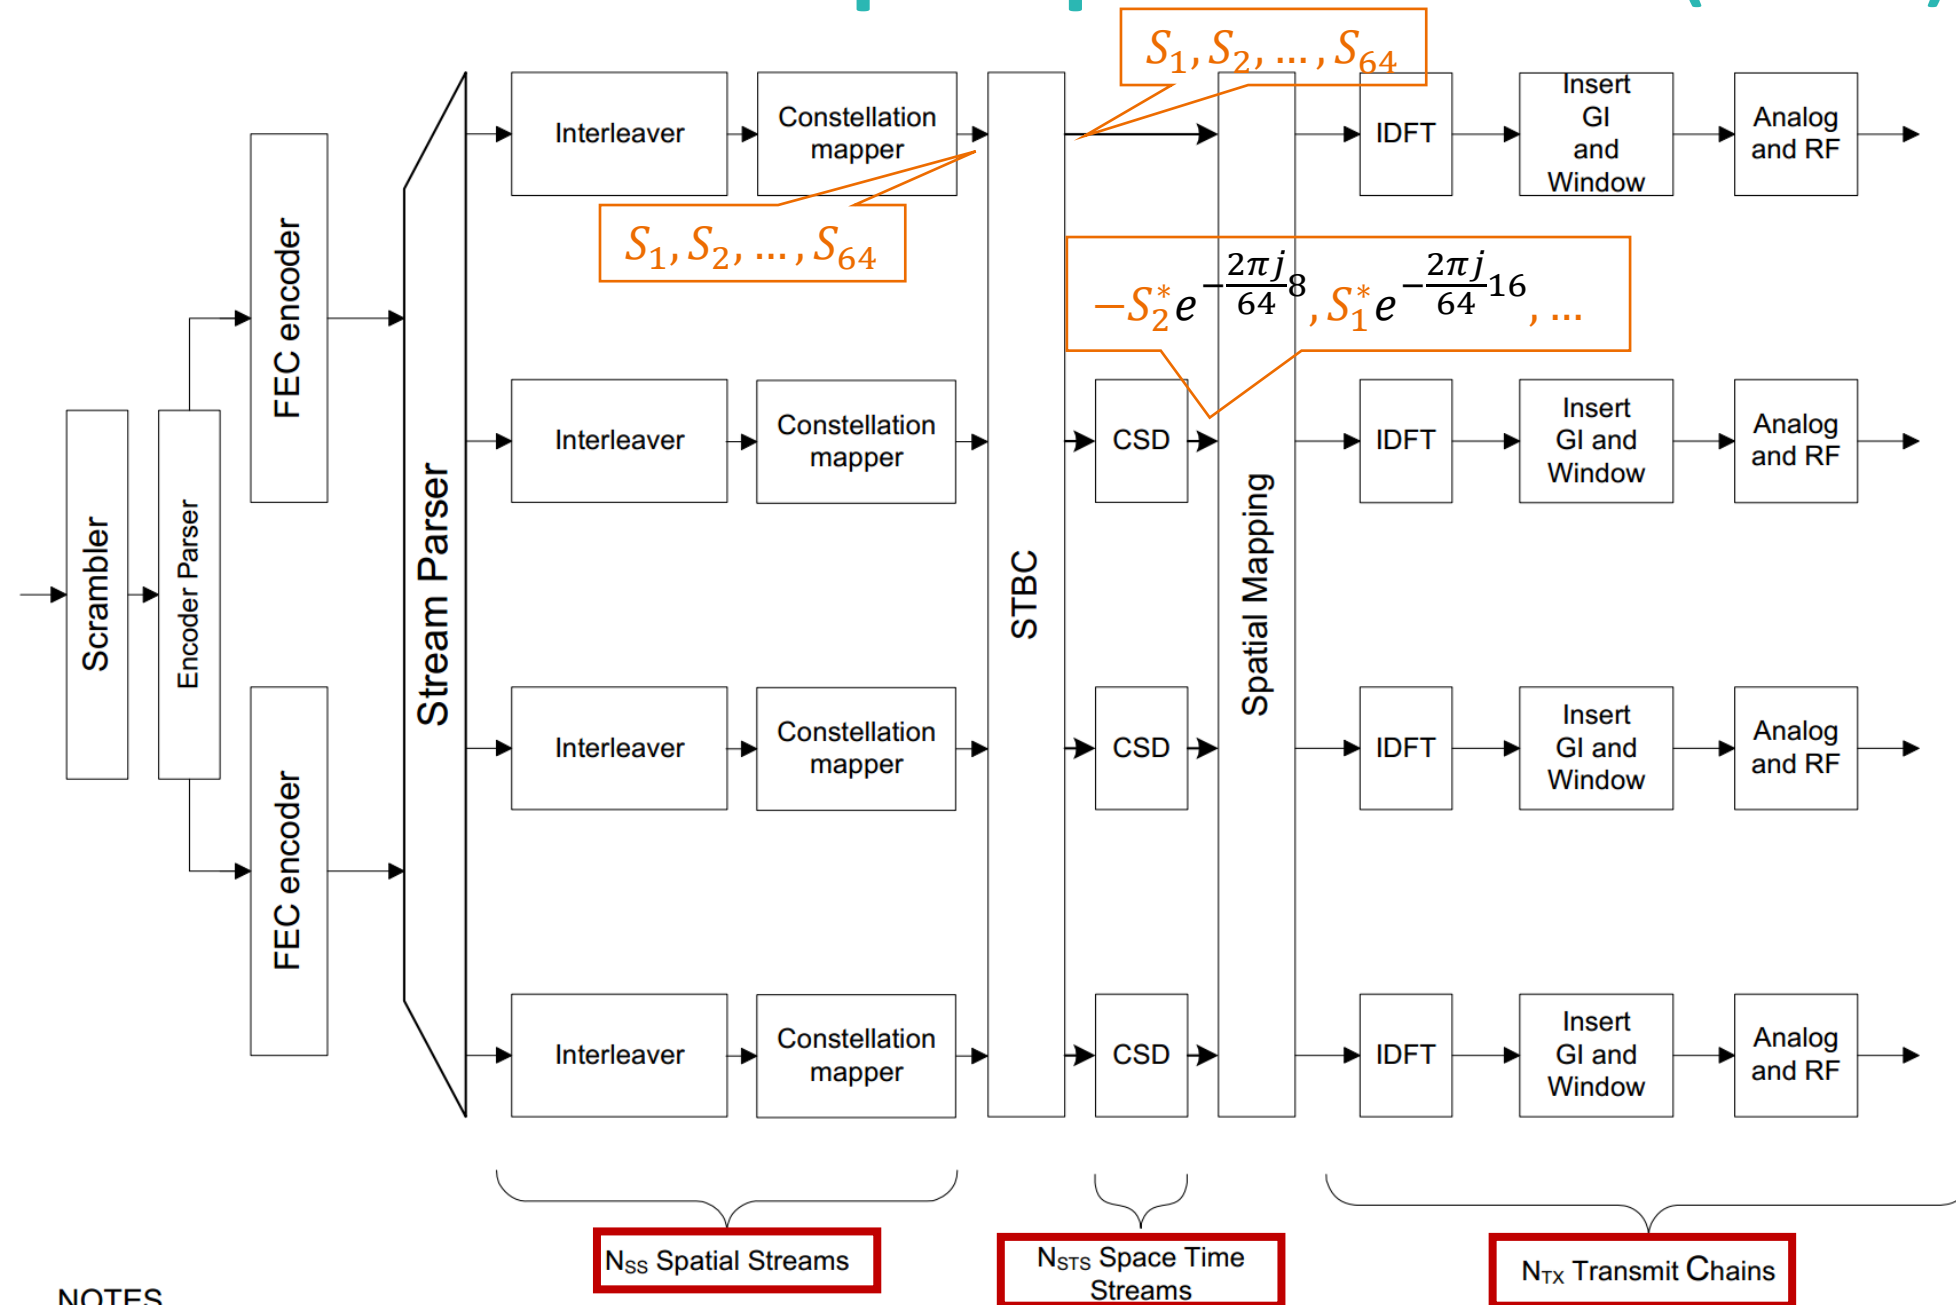 S₁, S₂, … , S₆₄
Scrambler
Encoder Parser
FEC encoder
FEC encoder
Stream Parser
Interleaver
Constellation
mapper
S₁, S₂, … , S₆₄
Interleaver
Constellation
mapper
Interleaver
Constellation
mapper
Interleaver
Constellation
mapper
STBC
−S₂* e^{−(2πj/64)8} , S₁* e^{−(2πj/64)16} , …
CSD
CSD
CSD
Spatial Mapping
IDFT
Insert
GI
and
Window
Analog
and RF
IDFT
Insert
GI and
Window
Analog
and RF
IDFT
Insert
GI and
Window
Analog
and RF
IDFT
Insert
GI and
Window
Analog
and RF
N_SS Spatial Streams
N_STS Space Time
Streams
N_TX Transmit Chains
NOTES